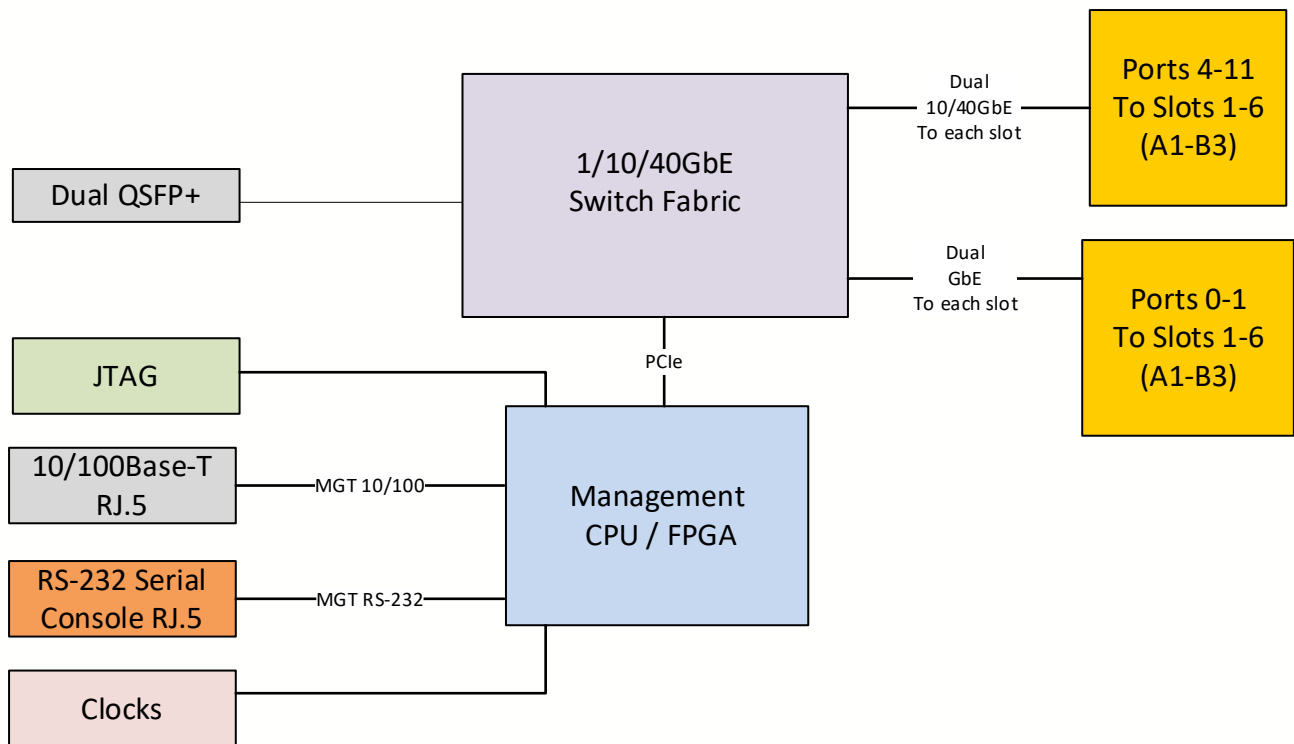 1/10/40GbE
Switch Fabric
Dual
10/40GbE
To each slot
Ports 4-11
To Slots 1-6
(A1-B3)
Dual QSFP+
Dual
GbE
To each slot
Ports 0-1
To Slots 1-6
(A1-B3)
PCIe
JTAG
10/100Base-T
RJ.5
MGT 10/100
Management
CPU / FPGA
RS-232 Serial
Console RJ.5
MGT RS-232
Clocks